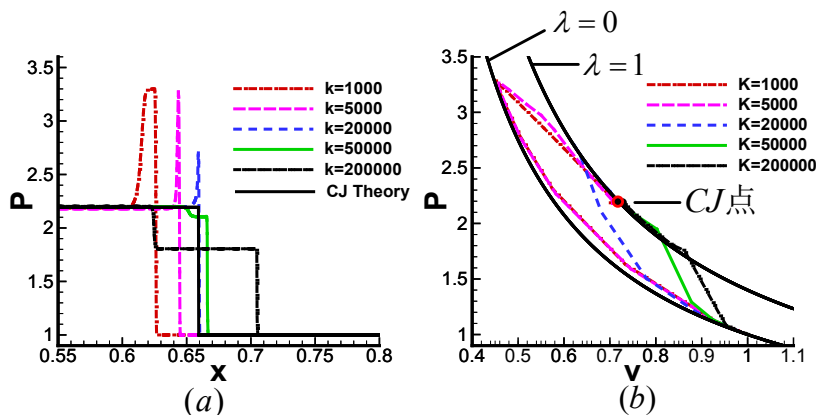 λ = 0
λ = 1
3.5
3
2.5
2
1.5
1
P
k=1000
k=5000
k=20000
k=50000
k=200000
CJ Theory
0.55
0.6
0.65
0.7
0.75
0.8
x
(a)
3.5
3
2.5
2
1.5
1
P
K=1000
K=5000
K=20000
K=50000
K=200000
CJ点
0.4
0.5
0.6
0.7
0.8
0.9
1
1.1
v
(b)